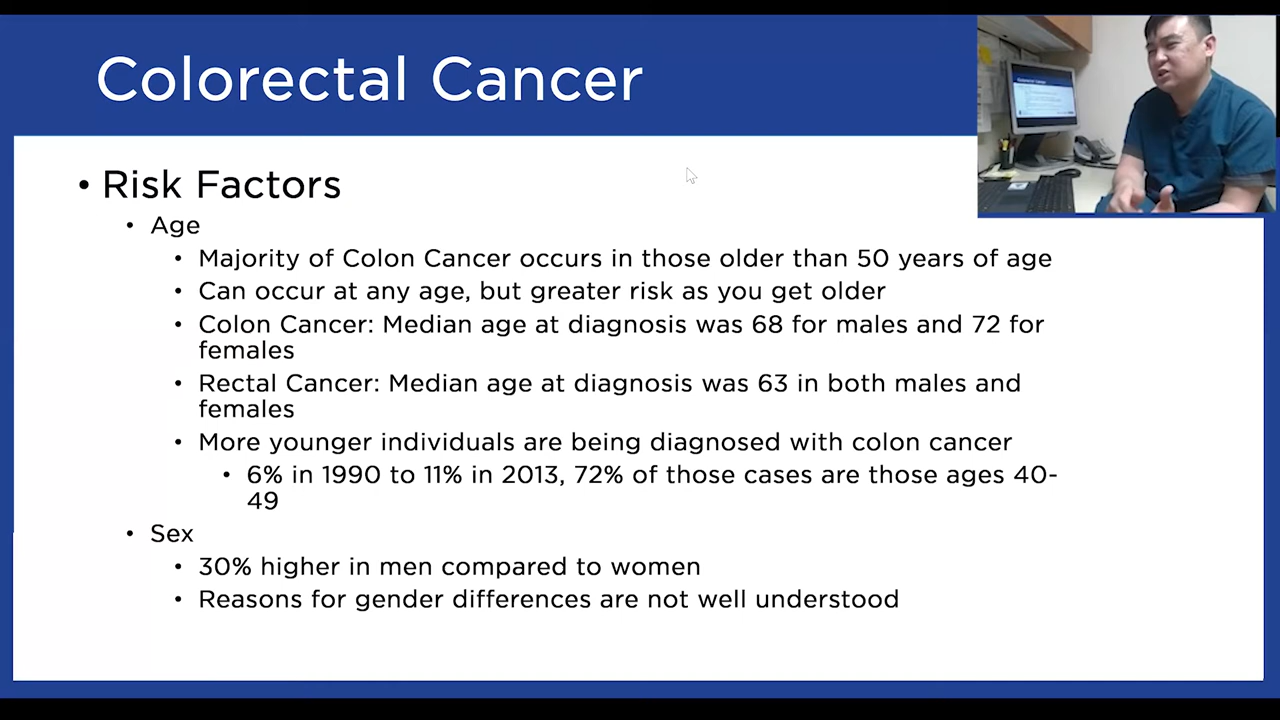 Colorectal Cancer
• Risk Factors
• Age
• Majority of Colon Cancer occurs in those older than 50 years of age
• Can occur at any age, but greater risk as you get older
• Colon Cancer: Median age at diagnosis was 68 for males and 72 for
females
• Rectal Cancer: Median age at diagnosis was 63 in both males and
females
• More younger individuals are being diagnosed with colon cancer
• 6% in 1990 to 11% in 2013, 72% of those cases are those ages 40-
49
• Sex
• 30% higher in men compared to women
• Reasons for gender differences are not well understood